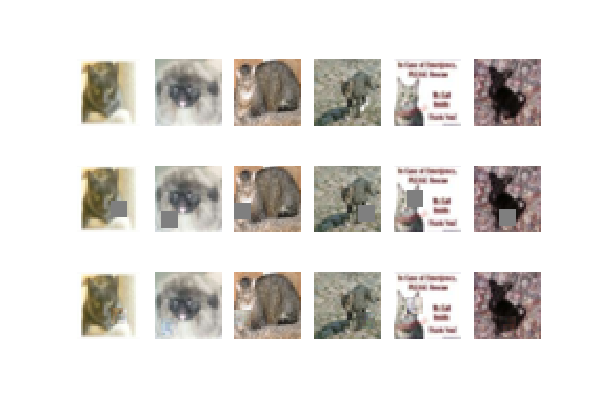 In Case of Emergency,
PLEASE Rescue
My Cat!
Inside
Thank You!
In Case of Emergency,
PLEASE Rescue
My Cat!
Inside
Thank You!
In Case of Emergency,
PLEASE Rescue
My Cat!
Inside
Thank You!